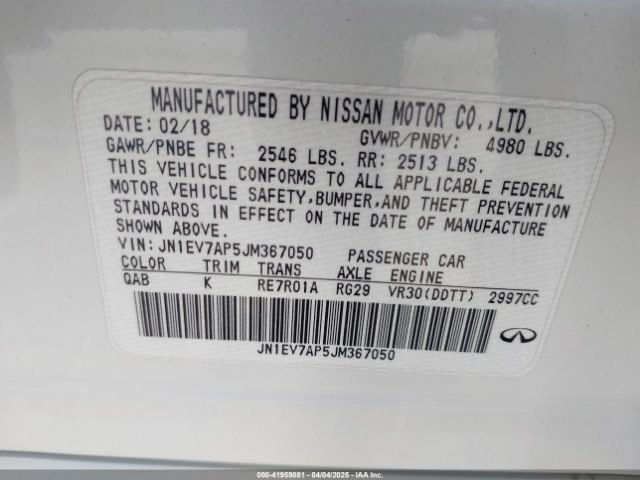 MANUFACTURED BY NISSAN MOTOR CO.,LTD.
DATE: 02/18 GVWR/PNBV: 4980 LBS.
GAWR/PNBE FR: 2546 LBS. RR: 2513 LBS.
THIS VEHICLE CONFORMS TO ALL APPLICABLE FEDERAL
MOTOR VEHICLE SAFETY,BUMPER,AND THEFT PREVENTION
STANDARDS IN EFFECT ON THE DATE OF MANUFACTURE
SHOWN ABOVE.
VIN:JN1EV7AP5JM367050 PASSENGER CAR
COLOR TRIM TRANS AXLE ENGINE
QAB K RE7R01A RG29 VR30(DDTT) 2997CC
JN1EV7AP5JM367050
000-41959881 - 04/04/2025 - IAAI, Inc.